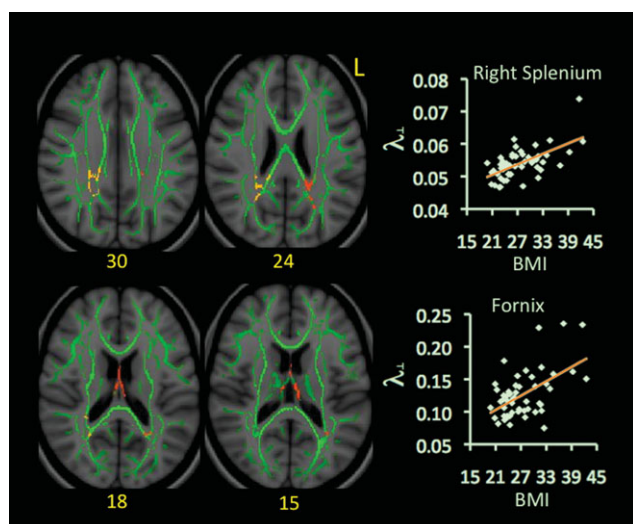 L
30
24
Right Splenium
0.08
0.07
0.06
0.05
0.04
λ⊥
15 21 27 33 39 45
BMI
18
15
Fornix
0.25
0.20
0.15
0.10
0.05
λ⊥
15 21 27 33 39 45
BMI